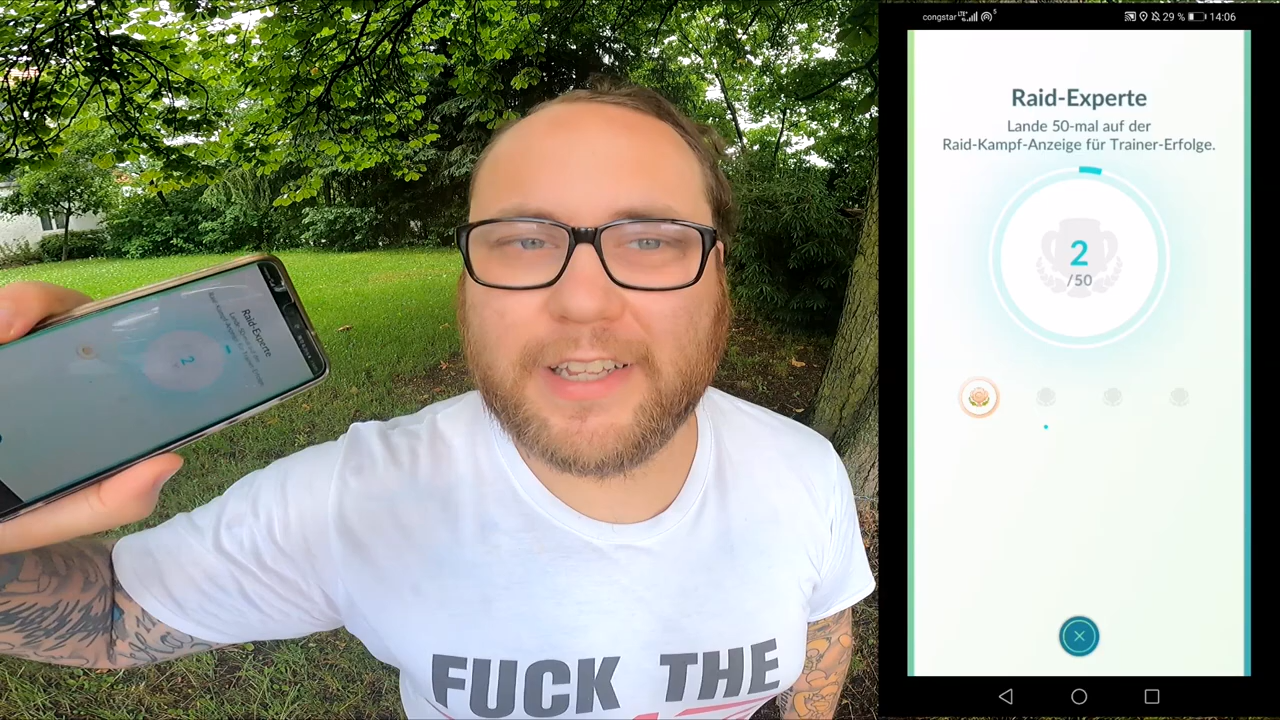 congstar 29 % 14:06
Raid-Experte
Lande 50-mal auf der
Raid-Kampf-Anzeige für Trainer-Erfolge.
2
/50
Raid-Experte
2
FUCK THE